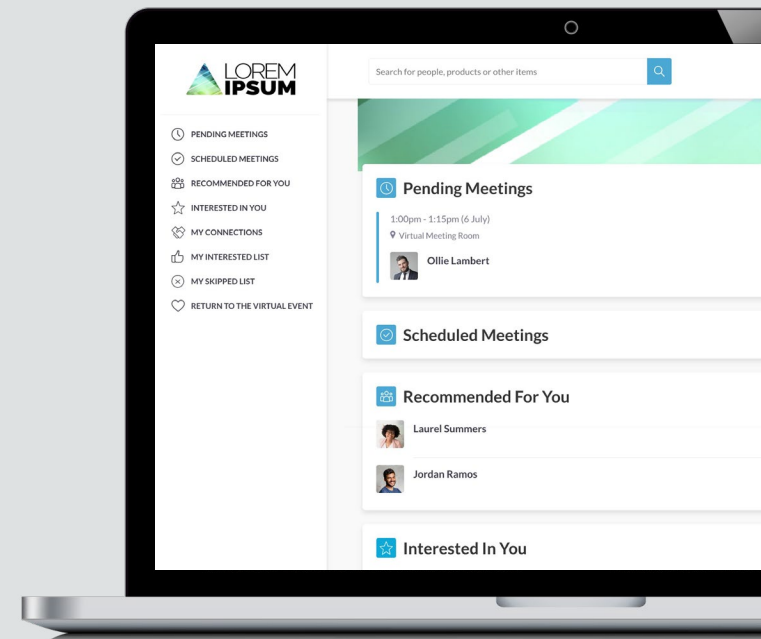 LOREM
IPSUM
Search for people, products or other items
PENDING MEETINGS
SCHEDULED MEETINGS
RECOMMENDED FOR YOU
INTERESTED IN YOU
MY CONNECTIONS
MY INTERESTED LIST
MY SKIPPED LIST
RETURN TO THE VIRTUAL EVENT
Pending Meetings
1:00pm - 1:15pm (6 July)
Virtual Meeting Room
Ollie Lambert
Scheduled Meetings
Recommended For You
Laurel Summers
Jordan Ramos
Interested In You